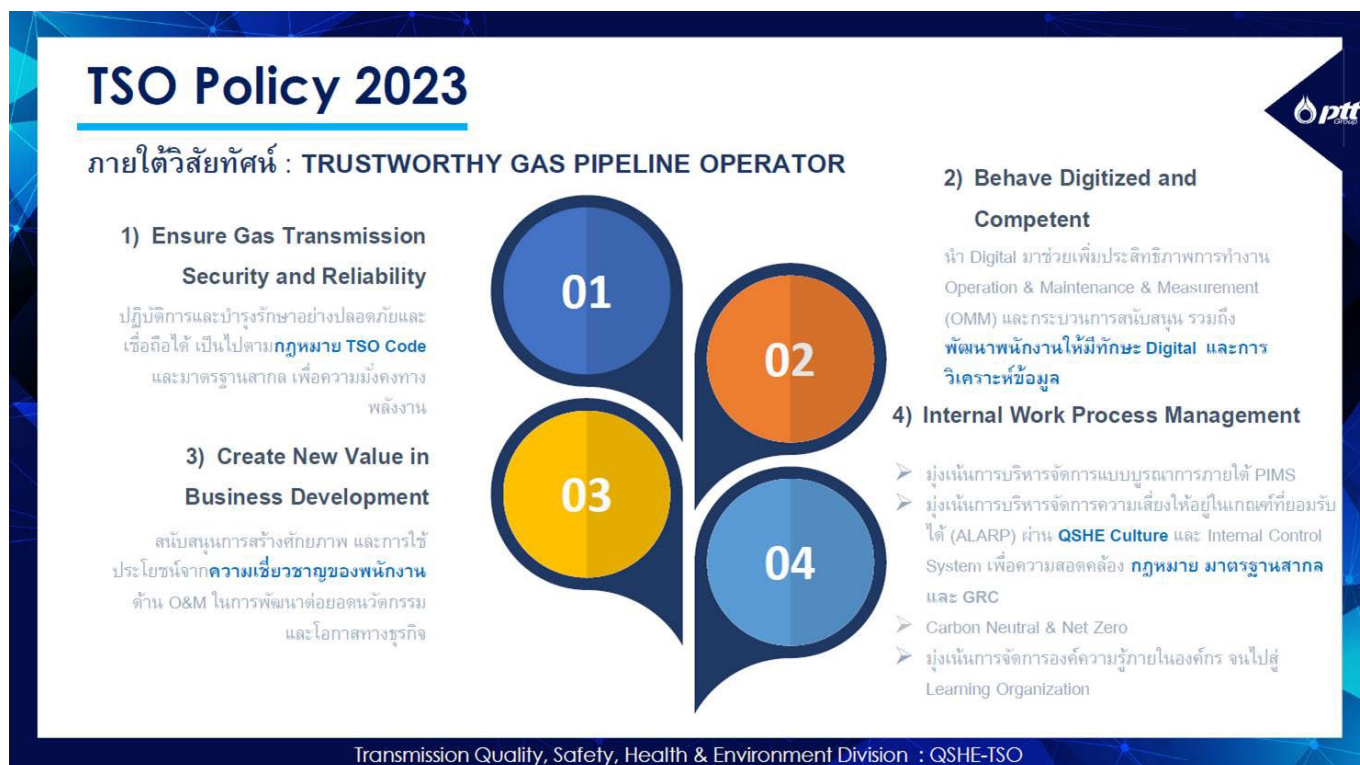 TSO Policy 2023
ptt
Group
ภายใต้วิสัยทัศน์ : TRUSTWORTHY GAS PIPELINE OPERATOR
1) Ensure Gas Transmission
Security and Reliability
ปฏิบัติการและบำรุงรักษาอย่างปลอดภัยและ
เชื่อถือได้ เป็นไปตามกฎหมาย TSO Code
และมาตรฐานสากล เพื่อความมั่งคงทาง
พลังงาน
01
2) Behave Digitized and
Competent
นำ Digital มาช่วยเพิ่มประสิทธิภาพการทำงาน
Operation & Maintenance & Measurement
(OMM) และกระบวนการสนับสนุน รวมถึง
พัฒนาพนักงานให้มีทักษะ Digital และการ
วิเคราะห์ข้อมูล
02
3) Create New Value in
Business Development
สนับสนุนการสร้างศักยภาพ และการใช้
ประโยชน์จากความเชี่ยวชาญของพนักงาน
ด้าน O&M ในการพัฒนาต่อยอดนวัตกรรม
และโอกาสทางธุรกิจ
03
4) Internal Work Process Management
มุ่งเน้นการบริหารจัดการแบบบูรณาการภายใต้ PIMS
มุ่งเน้นการบริหารจัดการความเสี่ยงให้อยู่ในเกณฑ์ที่ยอมรับ
ได้ (ALARP) ผ่าน QSHE Culture และ Internal Control
System เพื่อความสอดคล้อง กฎหมาย มาตรฐานสากล
และ GRC
Carbon Neutral & Net Zero
มุ่งเน้นการจัดการองค์ความรู้ภายในองค์กร จนไปสู่
Learning Organization
04
Transmission Quality, Safety, Health & Environment Division : QSHE-TSO